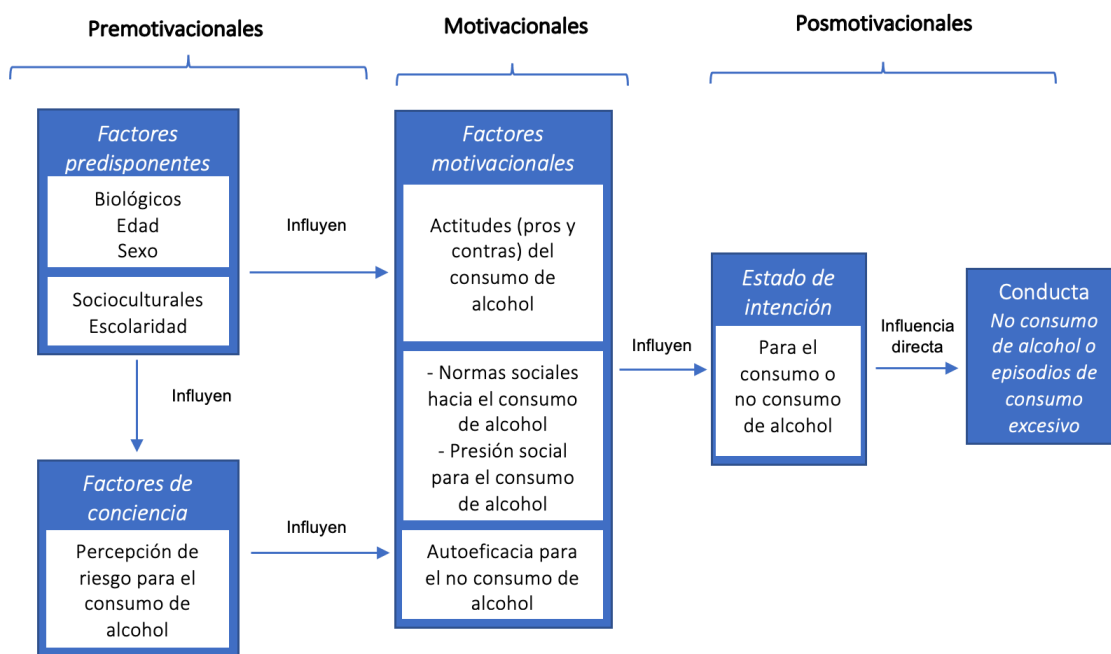 Premotivacionales
Motivacionales
Posmotivacionales
Factores
predisponentes
Biológicos
Edad
Sexo
Socioculturales
Escolaridad
Influyen
Influyen
Factores de
conciencia
Percepción de
riesgo para el
consumo de
alcohol
Influyen
Factores
motivacionales
Actitudes (pros y
contras) del
consumo de
alcohol
- Normas sociales
hacia el consumo
de alcohol
- Presión social
para el consumo
de alcohol
Autoeficacia para
el no consumo de
alcohol
Influyen
Estado de
intención
Para el
consumo o
no consumo
de alcohol
Influencia
directa
Conducta
No consumo
de alcohol o
episodios de
consumo
excesivo